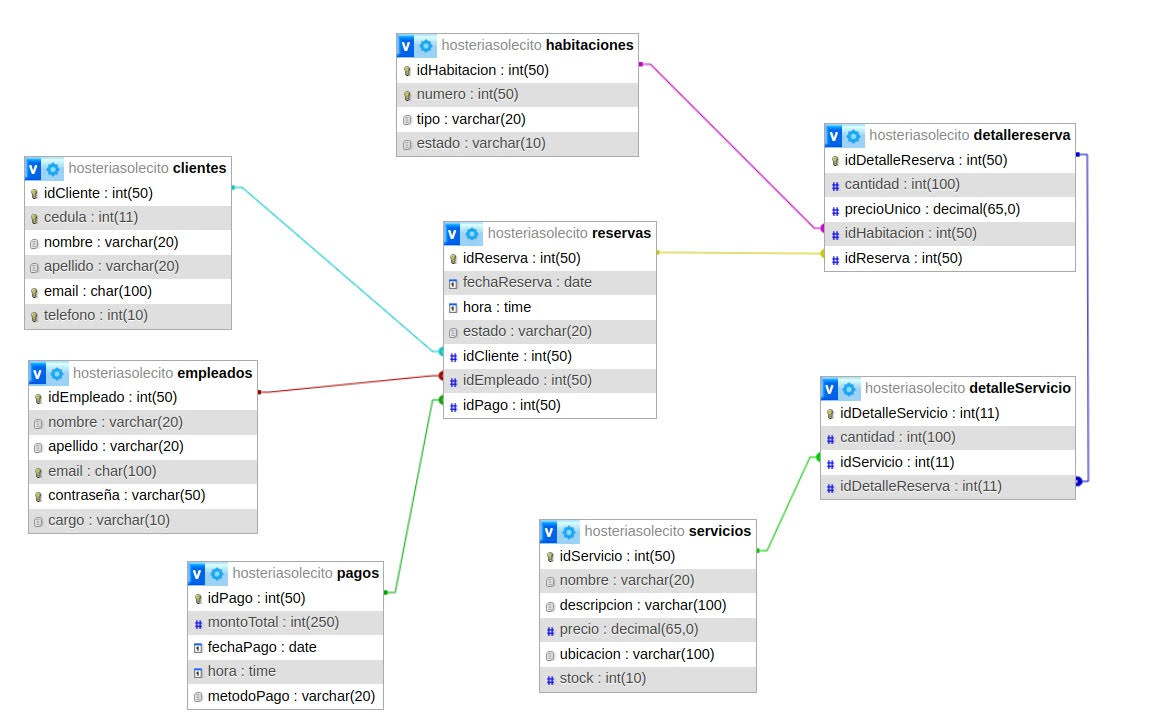 v hosteriasolecito habitaciones
idHabitacion : int(50)
numero : int(50)
tipo : varchar(20)
estado : varchar(10)
v hosteriasolecito detallereserva
idDetalleReserva : int(50)
# cantidad : int(100)
# precioUnico : decimal(65,0)
# idHabitacion : int(50)
# idReserva : int(50)
v hosteriasolecito clientes
idCliente : int(50)
cedula : int(11)
nombre : varchar(20)
apellido : varchar(20)
email : char(100)
telefono : int(10)
v hosteriasolecito reservas
idReserva : int(50)
fechaReserva : date
hora : time
estado : varchar(20)
# idCliente : int(50)
# idEmpleado : int(50)
# idPago : int(50)
v hosteriasolecito empleados
idEmpleado : int(50)
nombre : varchar(20)
apellido : varchar(20)
email : char(100)
contraseña : varchar(50)
cargo : varchar(10)
v hosteriasolecito detalleServicio
idDetalleServicio : int(11)
# cantidad : int(100)
# idServicio : int(11)
# idDetalleReserva : int(11)
v hosteriasolecito servicios
idServicio : int(50)
nombre : varchar(20)
descripcion : varchar(100)
# precio : decimal(65,0)
ubicacion : varchar(100)
# stock : int(10)
v hosteriasolecito pagos
idPago : int(50)
# montoTotal : int(250)
fechaPago : date
hora : time
metodoPago : varchar(20)